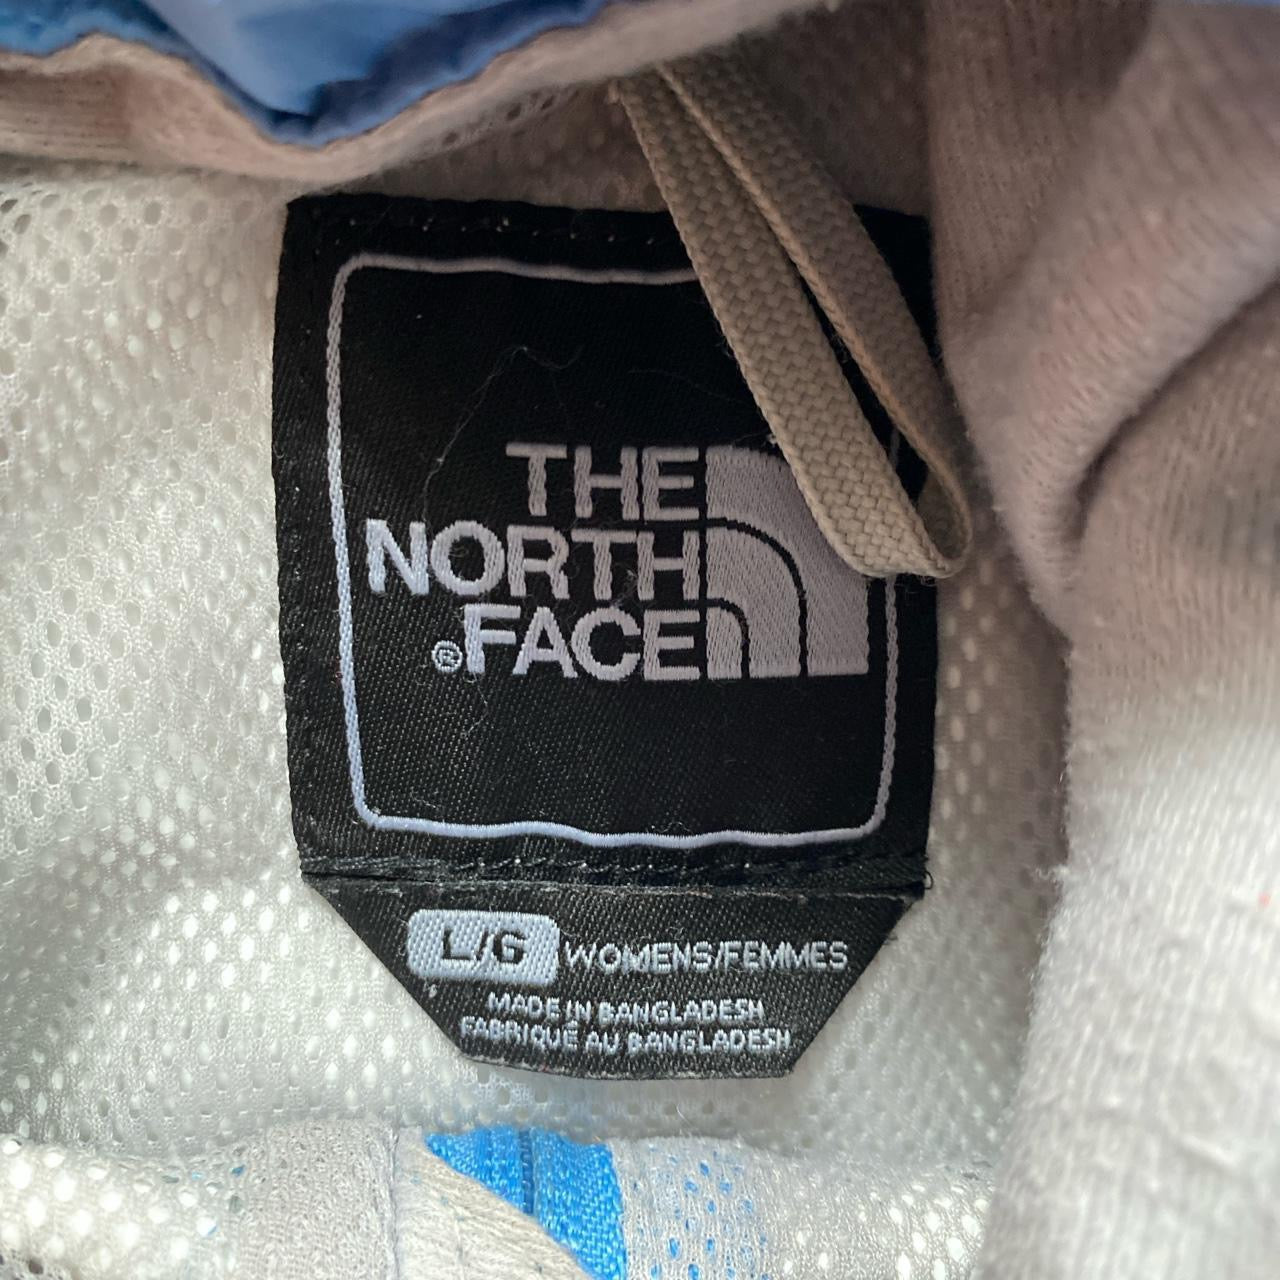 THE
NORTH
®FACE
L/G WOMENS/FEMMES
MADE IN BANGLADESH
FABRIQUÉ AU BANGLADESH